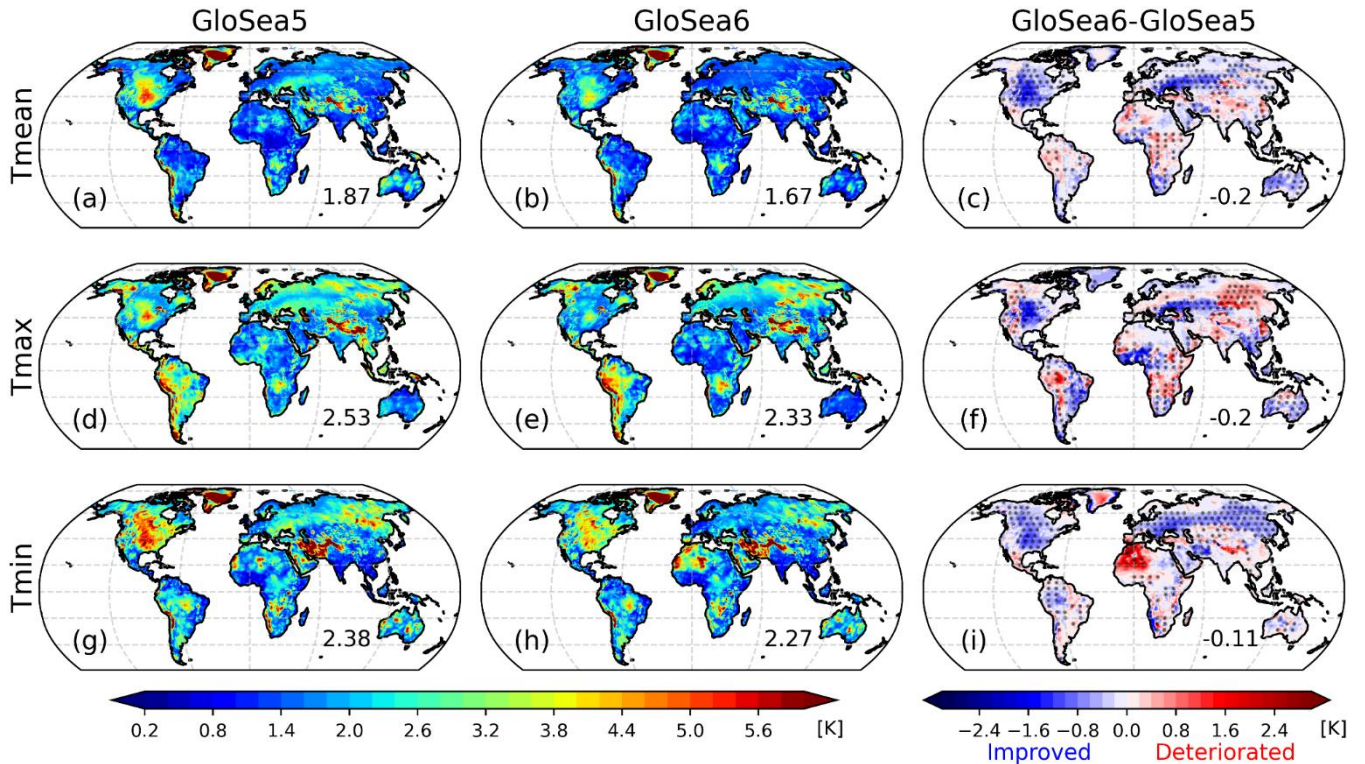 GloSea5 GloSea6 GloSea6-GloSea5
Tmean
(a) 1.87 (b) 1.67 (c) -0.2
Tmax
(d) 2.53 (e) 2.33 (f) -0.2
Tmin
(g) 2.38 (h) 2.27 (i) -0.11
0.2 0.8 1.4 2.0 2.6 3.2 3.8 4.4 5.0 5.6 [K] −2.4 −1.6 −0.8 0.0 0.8 1.6 2.4 [K]
Improved Deteriorated